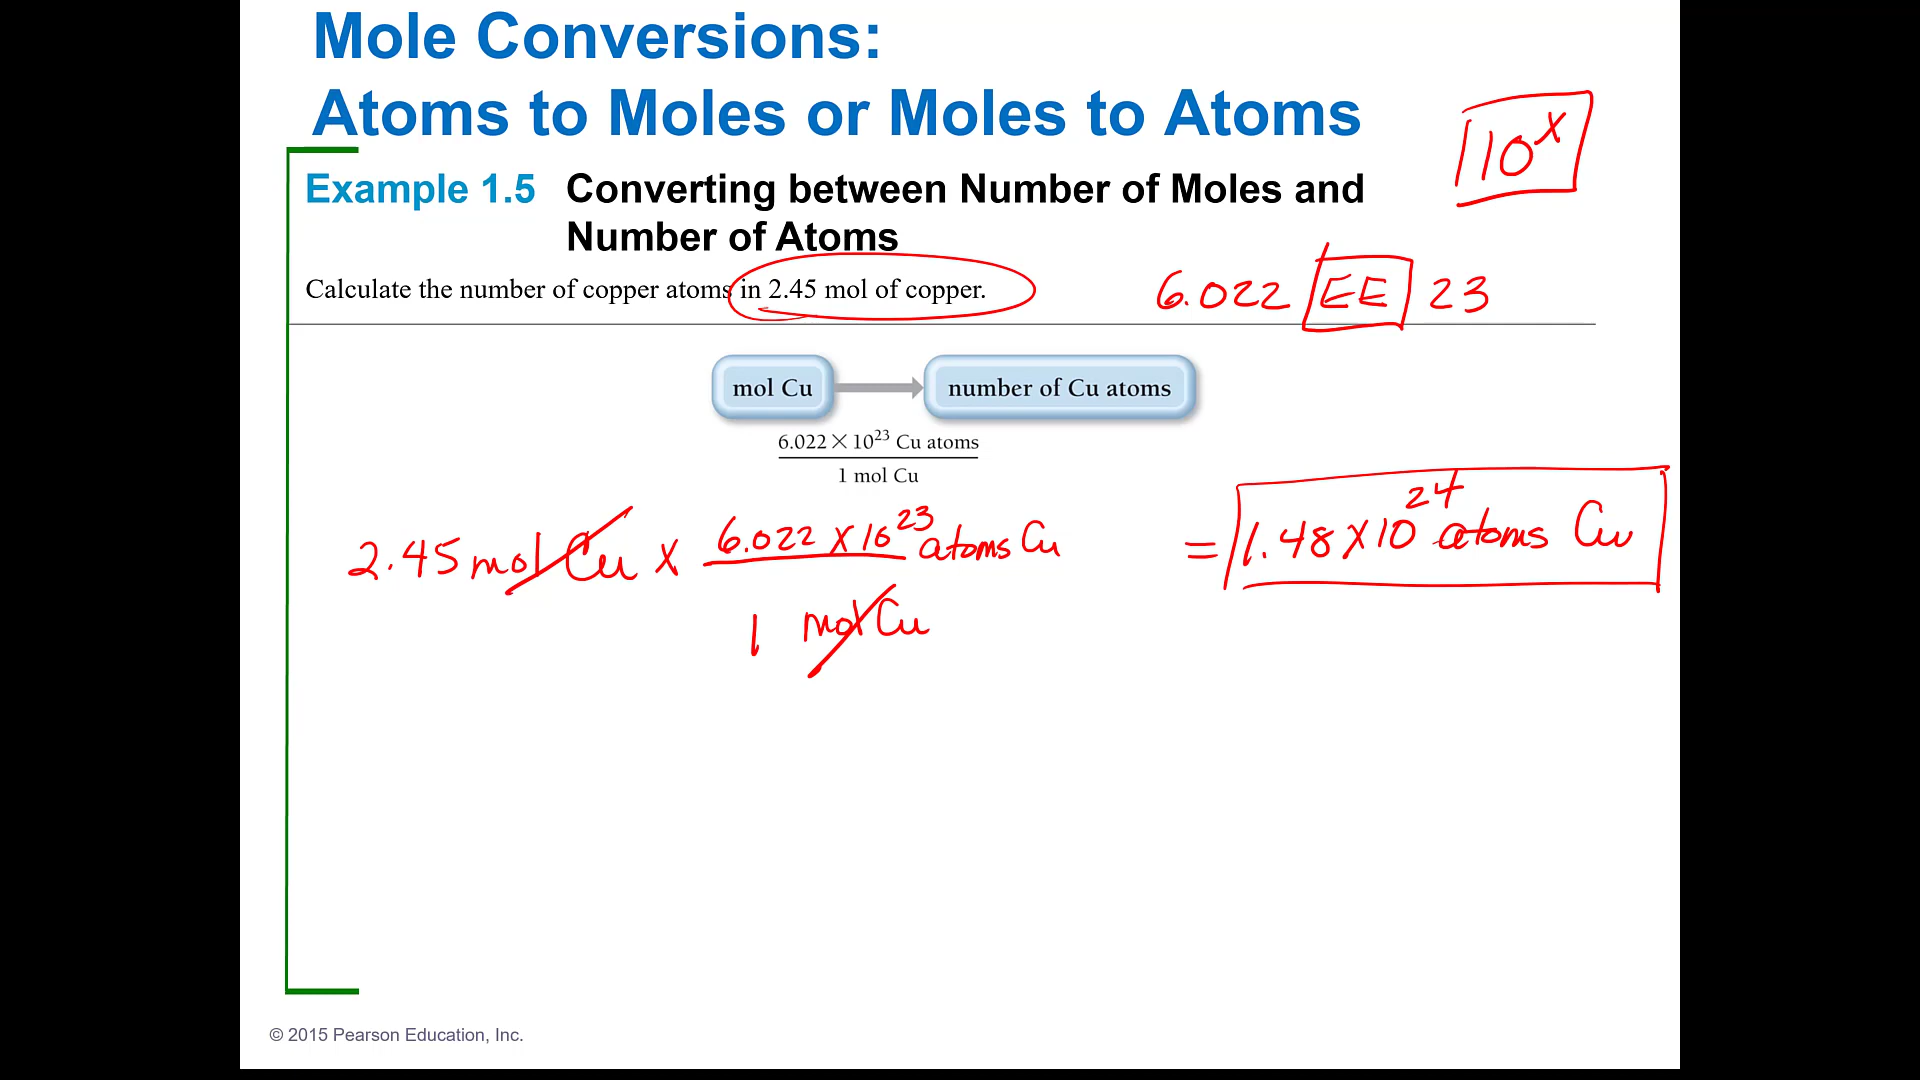 Mole Conversions:
Atoms to Moles or Moles to Atoms
10^x
Example 1.5 Converting between Number of Moles and
Number of Atoms
Calculate the number of copper atoms in 2.45 mol of copper.
6.022 EE 23
mol Cu
number of Cu atoms
6.022 × 10^23 Cu atoms
1 mol Cu
2.45 mol Cu x 6.022 x 10^23 atoms Cu
1 mol Cu
= 1.48 x 10^24 atoms Cu
© 2015 Pearson Education, Inc.